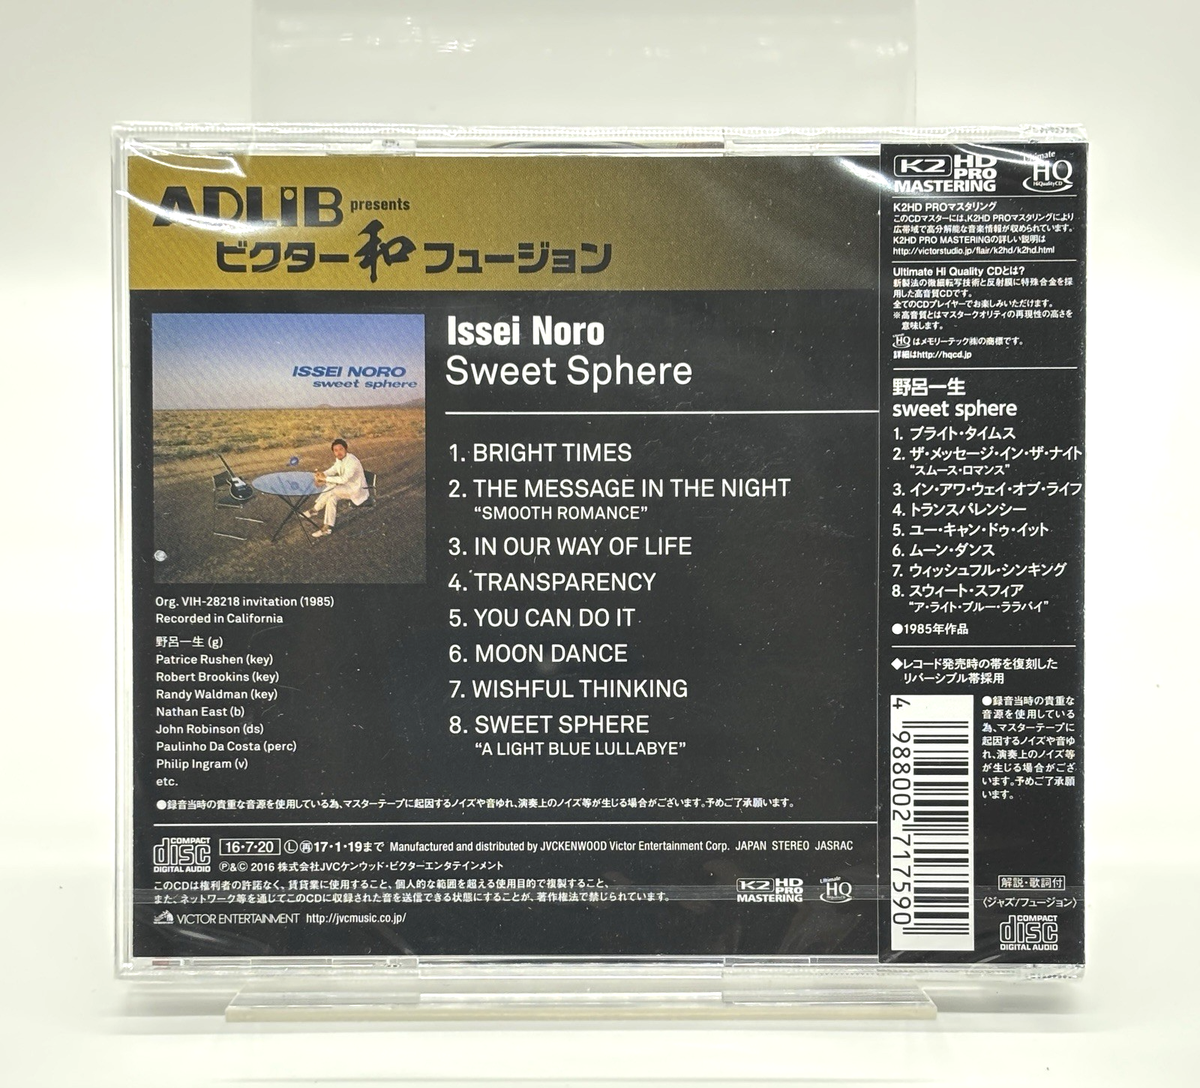 ADLIB presents
ビクター和フュージョン
ISSEI NORO
sweet sphere
Issei Noro
Sweet Sphere
1. BRIGHT TIMES
2. THE MESSAGE IN THE NIGHT
“SMOOTH ROMANCE”
3. IN OUR WAY OF LIFE
4. TRANSPARENCY
5. YOU CAN DO IT
6. MOON DANCE
7. WISHFUL THINKING
8. SWEET SPHERE
“A LIGHT BLUE LULLABYE”
Org. VIH-28218 invitation (1985)
Recorded in California
野呂一生 (g)
Patrice Rushen (key)
Robert Brookins (key)
Randy Waldman (key)
Nathan East (b)
John Robinson (ds)
Paulinho Da Costa (perc)
Philip Ingram (v)
etc.
●録音当時の貴重な音源を使用している為、マスターテープに起因するノイズや音ゆれ、演奏上のノイズ等が生じる場合がございます。予めご了承願います。
COMPACT disc DIGITAL AUDIO
16・7・20 Ⓛ㊢17・1・19まで Manufactured and distributed by JVCKENWOOD Victor Entertainment Corp. JAPAN STEREO JASRAC
Ⓟ&© 2016 株式会社JVCケンウッド・ビクターエンタテインメント
このCDは権利者の許諾なく、賃貸業に使用すること、個人的な範囲を超える使用目的で複製すること、
また、ネットワーク等を通じてこのCDに収録された音を送信できる状態にすることが、著作権法で禁じられています。
VICTOR ENTERTAINMENT http://jvcmusic.co.jp/
K2 HD PRO MASTERING
Ultimate HQ
K2 HD PRO MASTERING
Ultimate HQ HiQualityCD
K2HD PROマスタリング
このCDマスターには、K2HD PROマスタリングにより
広帯域で高分解能な音楽情報が収められています。
K2HD PRO MASTERINGの詳しい説明は
http://victorstudio.jp/flair/k2hd/k2hd.html
Ultimate Hi Quality CDとは?
新製法の微細転写技術と反射膜に特殊合金を採
用した高音質CDです。
全てのCDプレイヤーでお楽しみいただけます。
※高音質とはマスタークオリティの再現性の高さを
意味します。
HQはメモリーテック㈱の商標です。
詳細はhttp://hqcd.jp
野呂一生
sweet sphere
1. ブライト・タイムス
2. ザ・メッセージ・イン・ザ・ナイト
“スムース・ロマンス”
3. イン・アワ・ウェイ・オブ・ライフ
4. トランスパレンシー
5. ユー・キャン・ドゥ・イット
6. ムーン・ダンス
7. ウィッシュフル・シンキング
8. スウィート・スフィア
“ア・ライト・ブルー・ララバイ”
●1985年作品
◆レコード発売時の帯を復刻した
リバーシブル帯採用
4 988002 717590
●録音当時の貴重な
音源を使用している
為、マスターテープに
起因するノイズや音ゆ
れ、演奏上のノイズ等
が生じる場合がござ
います。予めご了承願
います。
解説・歌詞付
(ジャズ/フュージョン)
COMPACT disc DIGITAL AUDIO